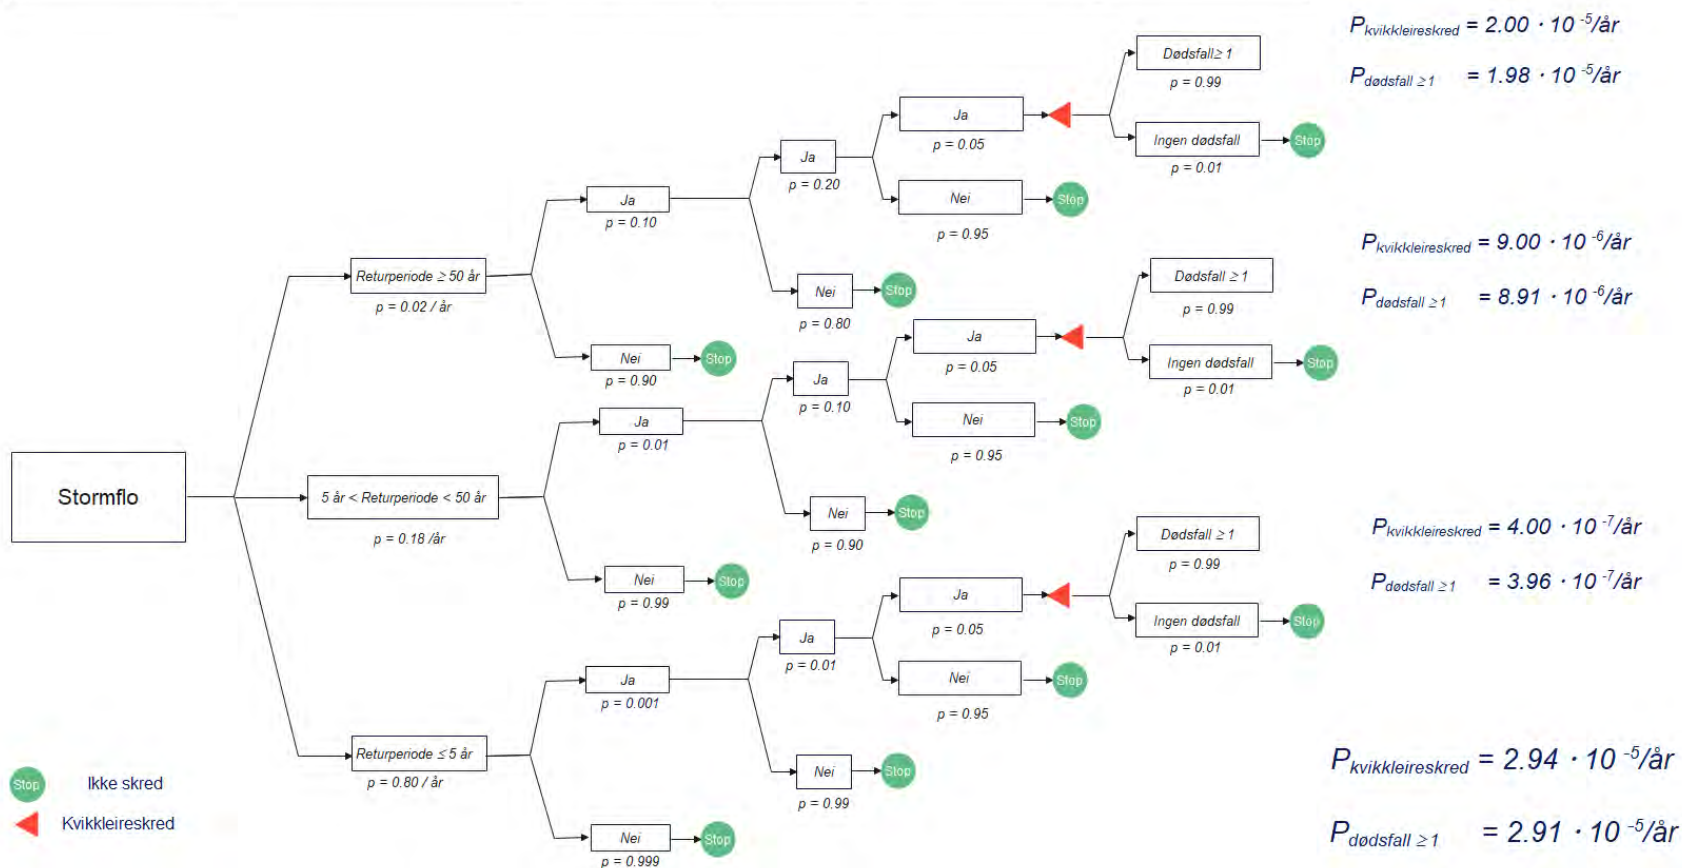 Stormflo
Returperiode ≥ 50 år
p = 0.02 / år
Ja
p = 0.10
Nei
Stop
p = 0.90
Ja
p = 0.20
Nei
Stop
p = 0.80
Ja
p = 0.05
Nei
Stop
p = 0.95
Dødsfall≥ 1
p = 0.99
Ingen dødsfall
Stop
p = 0.01
Pkvikkleireskred = 2.00 · 10 -5/år
Pdødsfall ≥1 = 1.98 · 10 -5/år
5 år < Returperiode < 50 år
p = 0.18 /år
Ja
p = 0.01
Nei
Stop
p = 0.99
Ja
p = 0.10
Nei
Stop
p = 0.90
Ja
p = 0.05
Nei
Stop
p = 0.95
Dødsfall ≥ 1
p = 0.99
Ingen dødsfall
Stop
p = 0.01
Pkvikkleireskred = 9.00 · 10 -6/år
Pdødsfall ≥1 = 8.91 · 10 -6/år
Returperiode ≤ 5 år
p = 0.80 / år
Ja
p = 0.001
Nei
Stop
p = 0.999
Ja
p = 0.01
Nei
Stop
p = 0.99
Ja
p = 0.05
Nei
Stop
p = 0.95
Dødsfall ≥ 1
p = 0.99
Ingen dødsfall
Stop
p = 0.01
Pkvikkleireskred = 4.00 · 10 -7/år
Pdødsfall ≥1 = 3.96 · 10 -7/år
Pkvikkleireskred = 2.94 · 10 -5/år
Pdødsfall ≥1 = 2.91 · 10 -5/år
Stop Ikke skred
Kvikkleireskred